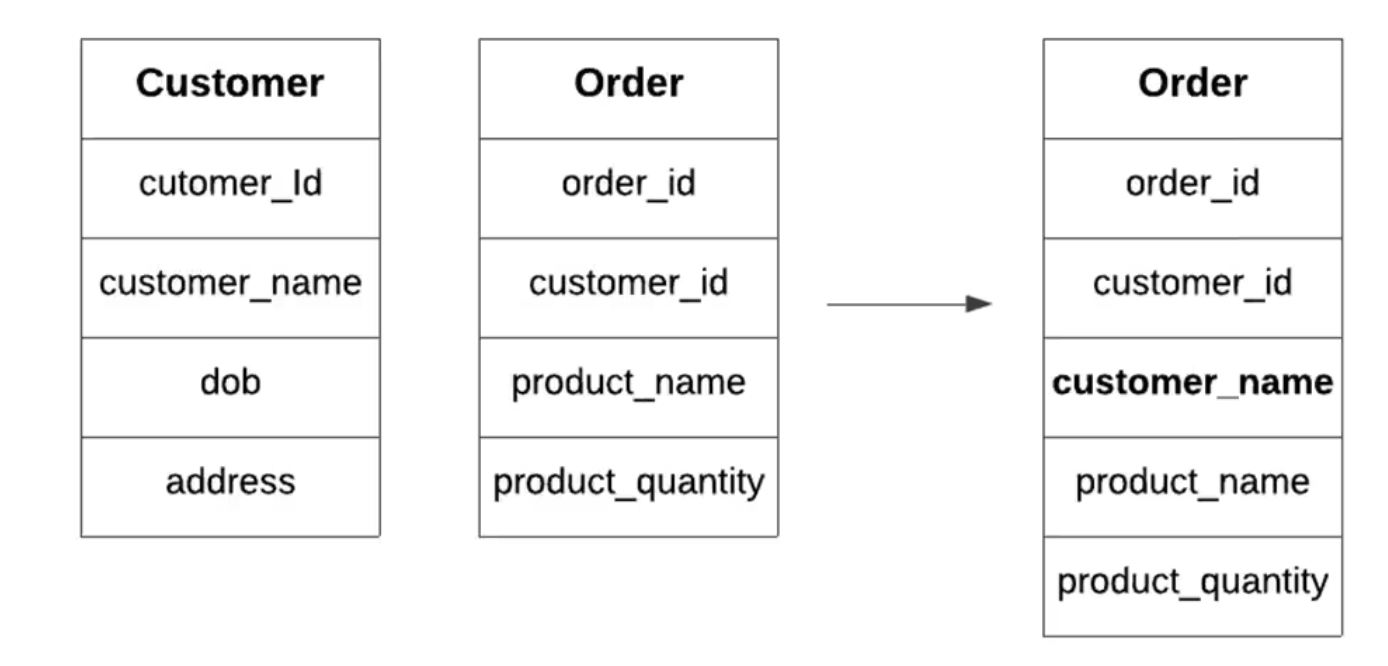 Customer
cutomer_Id
customer_name
dob
address
Order
order_id
customer_id
product_name
product_quantity
Order
order_id
customer_id
customer_name
product_name
product_quantity